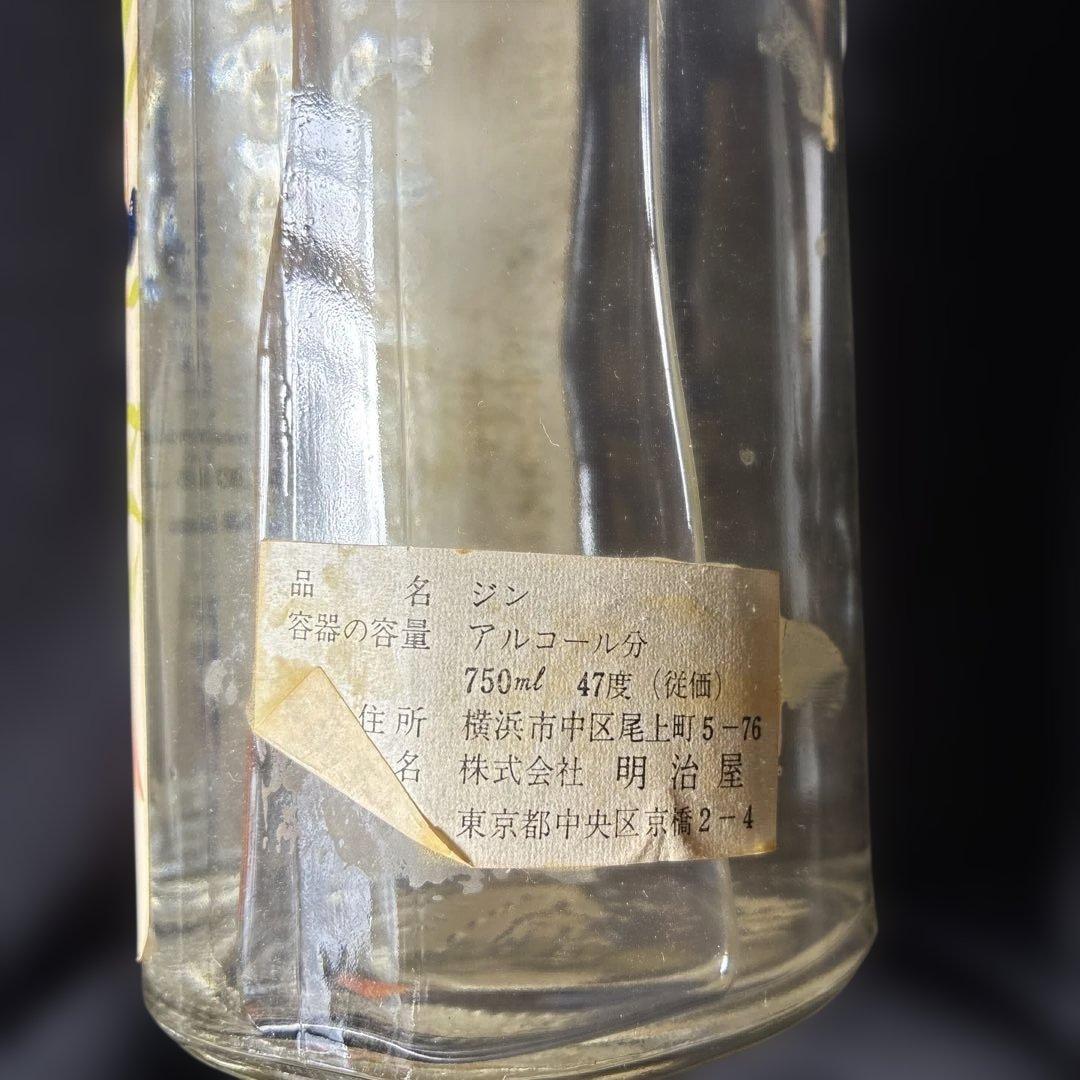 品名 ジン
容器の容量 アルコール分
750ml 47度 (従価)
住所 横浜市中区尾上町5-76
名 株式会社 明治屋
東京都中央区京橋2-4